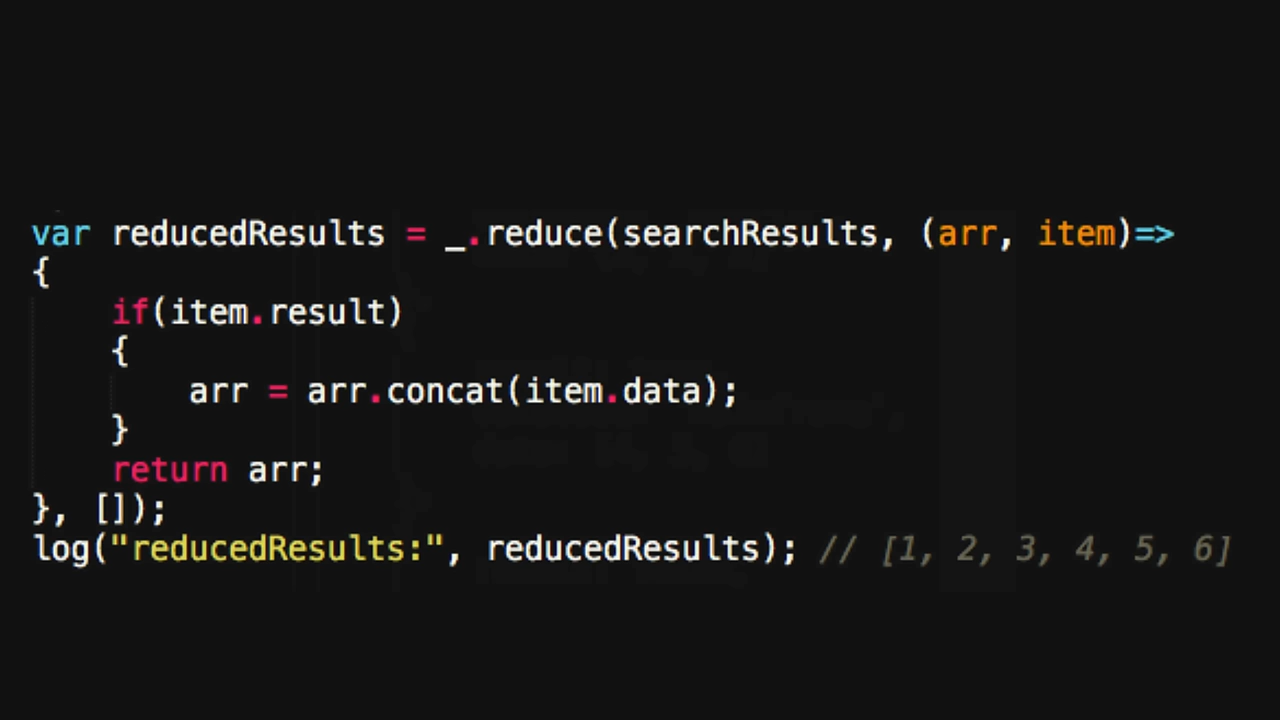 var reducedResults = _.reduce(searchResults, (arr, item)=>
{
    if(item.result)
    {
        arr = arr.concat(item.data);
    }
    return arr;
}, []);
log("reducedResults:", reducedResults); // [1, 2, 3, 4, 5, 6]